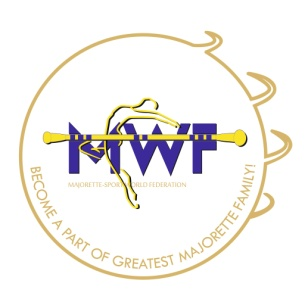 MWF
MAJORETTE-SPORT WORLD FEDERATION
BECOME A PART OF GREATEST MAJORETTE FAMILY!